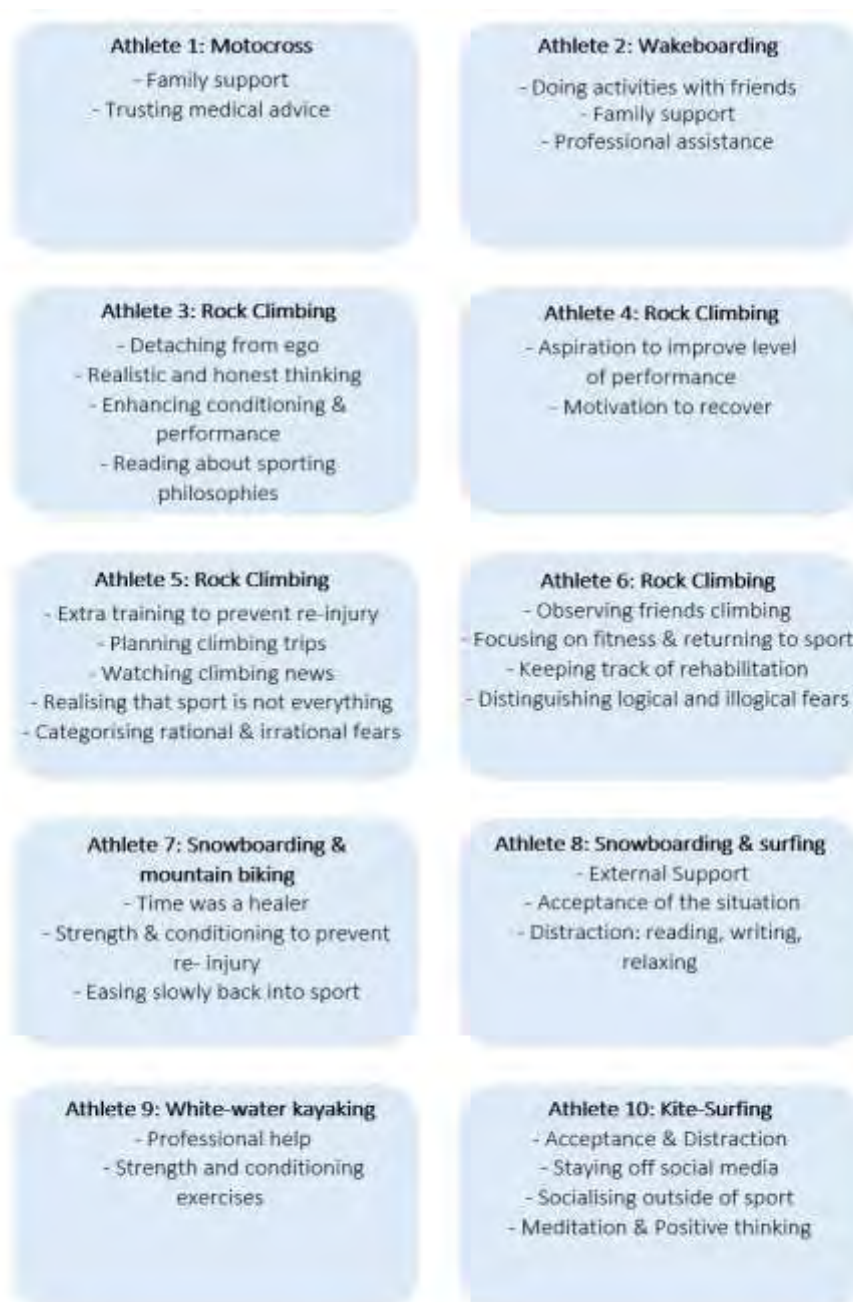 Athlete 1: Motocross
- Family support
- Trusting medical advice
Athlete 2: Wakeboarding
- Doing activities with friends
- Family support
- Professional assistance
Athlete 3: Rock Climbing
- Detaching from ego
- Realistic and honest thinking
- Enhancing conditioning &
performance
- Reading about sporting
philosophies
Athlete 4: Rock Climbing
- Aspiration to improve level
of performance
- Motivation to recover
Athlete 5: Rock Climbing
- Extra training to prevent re-injury
- Planning climbing trips
- Watching climbing news
- Realising that sport is not everything
- Categorising rational & irrational fears
Athlete 6: Rock Climbing
- Observing friends climbing
- Focusing on fitness & returning to sport
- Keeping track of rehabilitation
- Distinguishing logical and illogical fears
Athlete 7: Snowboarding &
mountain biking
- Time was a healer
- Strength & conditioning to prevent
re- injury
- Easing slowly back into sport
Athlete 8: Snowboarding & surfing
- External Support
- Acceptance of the situation
- Distraction: reading, writing,
relaxing
Athlete 9: White-water kayaking
- Professional help
- Strength and conditioning
exercises
Athlete 10: Kite-Surfing
- Acceptance & Distraction
- Staying off social media
- Socialising outside of sport
- Meditation & Positive thinking